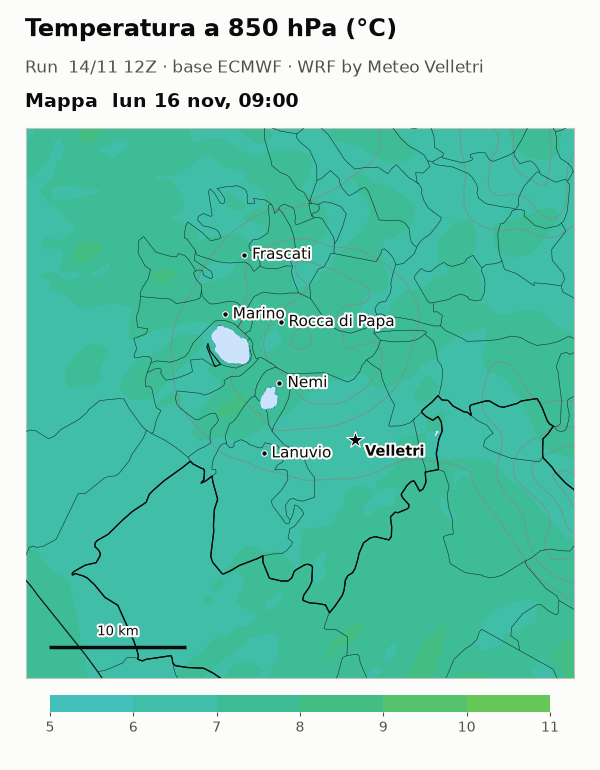 Temperatura a 850 hPa (°C)
Run 14/11 12Z · base ECMWF · WRF by Meteo Velletri
Mappa lun 16 nov, 09:00
Frascati
Marino
Rocca di Papa
Nemi
Velletri
Lanuvio
10 km
5 6 7 8 9 10 11